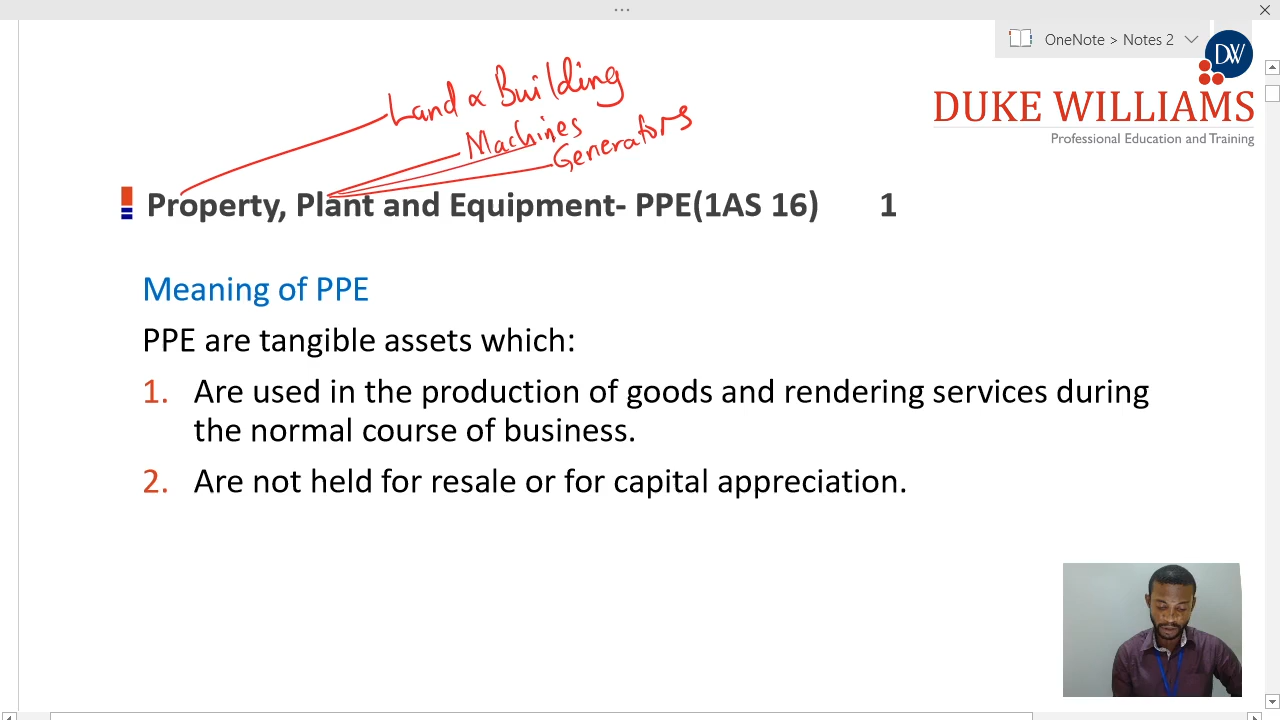 OneNote > Notes 2
DW
DUKE WILLIAMS
Professional Education and Training
Land & Building
Machines
Generators
Property, Plant and Equipment- PPE(1AS 16) 1
Meaning of PPE
PPE are tangible assets which:
1. Are used in the production of goods and rendering services during
the normal course of business.
2. Are not held for resale or for capital appreciation.